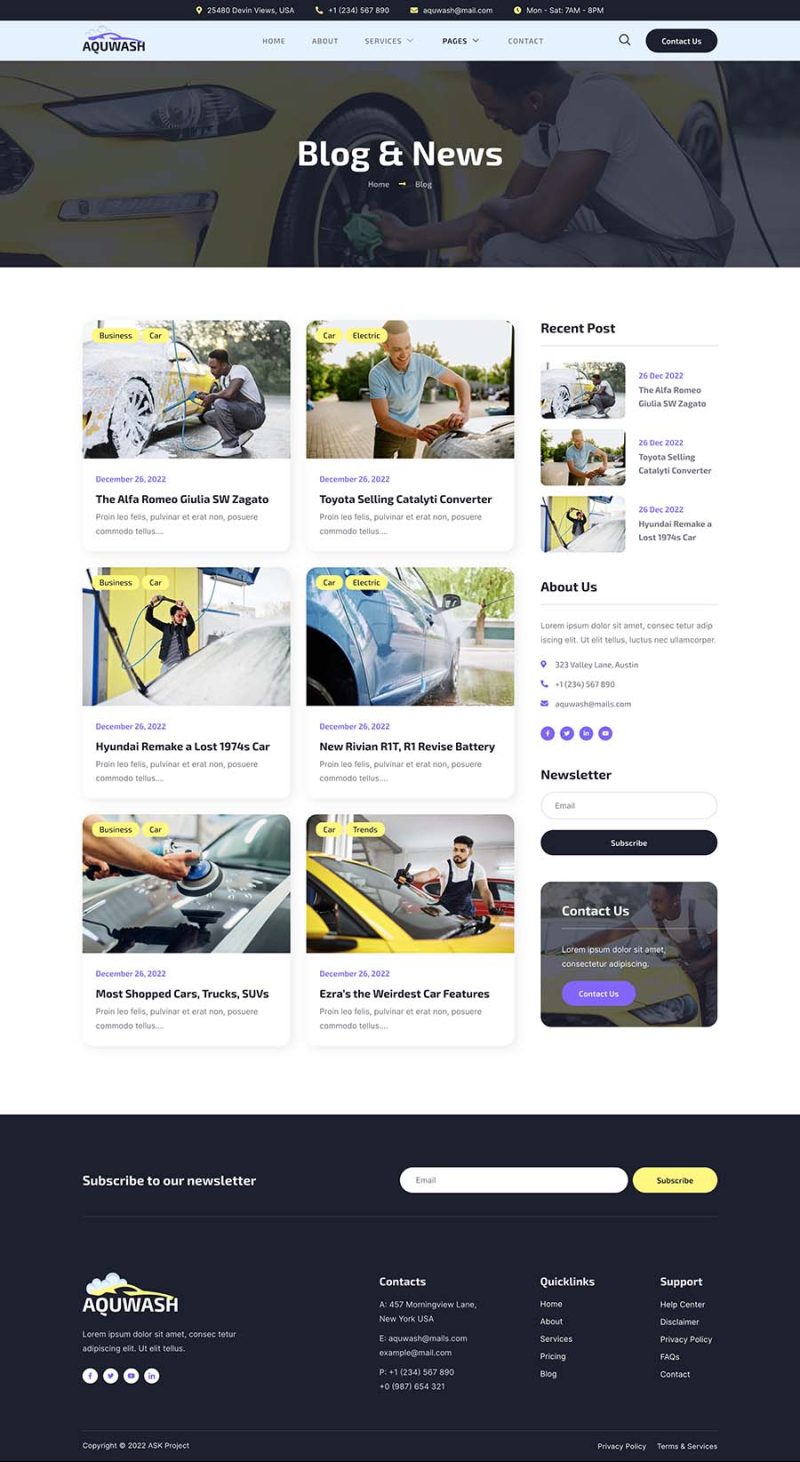 25480 Devin Views, USA
+1 (234) 567 890
aquwash@mail.com
Mon - Sat: 7AM - 8PM
AQUWASH
HOME
ABOUT
SERVICES
PAGES
CONTACT
Contact Us
Blog & News
Home
Blog
Business
Car
December 26, 2022
The Alfa Romeo Giulia SW Zagato
Proin leo felis, pulvinar et erat non, posuere
commodo tellus....
Car
Electric
December 26, 2022
Toyota Selling Catalyti Converter
Proin leo felis, pulvinar et erat non, posuere
commodo tellus....
Business
Car
December 26, 2022
Hyundai Remake a Lost 1974s Car
Proin leo felis, pulvinar et erat non, posuere
commodo tellus....
Car
Electric
December 26, 2022
New Rivian R1T, R1 Revise Battery
Proin leo felis, pulvinar et erat non, posuere
commodo tellus....
Business
Car
December 26, 2022
Most Shopped Cars, Trucks, SUVs
Proin leo felis, pulvinar et erat non, posuere
commodo tellus....
Car
Trends
December 26, 2022
Ezra's the Weirdest Car Features
Proin leo felis, pulvinar et erat non, posuere
commodo tellus....
Recent Post
26 Dec 2022
The Alfa Romeo
Giulia SW Zagato
26 Dec 2022
Toyota Selling
Catalyti Converter
26 Dec 2022
Hyundai Remake a
Lost 1974s Car
About Us
Lorem ipsum dolor sit amet, consec tetur adip
iscing elit. Ut elit tellus, luctus nec ullamcorper.
323 Valley Lane, Austin
+1 (234) 567 890
aquwash@mails.com
Newsletter
Email
Subscribe
Contact Us
Lorem ipsum dolor sit amet,
consectetur adipiscing.
Contact Us
Subscribe to our newsletter
Email
Subscribe
AQUWASH
Lorem ipsum dolor sit amet, consec tetur
adipiscing elit. Ut elit tellus.
Contacts
A: 457 Morningview Lane,
New York USA
E: aquwash@mails.com
example@mail.com
P: +1 (234) 567 890
+0 (987) 654 321
Quicklinks
Home
About
Services
Pricing
Blog
Support
Help Center
Disclaimer
Privacy Policy
FAQs
Contact
Copyright © 2022 ASK Project
Privacy Policy
Terms & Services